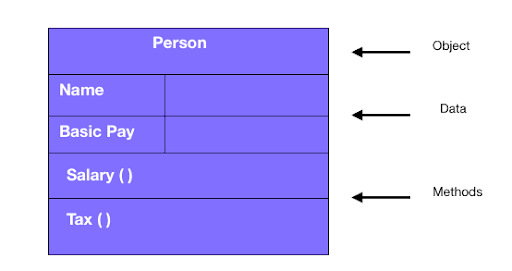 Person
Object
Name
Data
Basic Pay
Salary ( )
Methods
Tax ( )